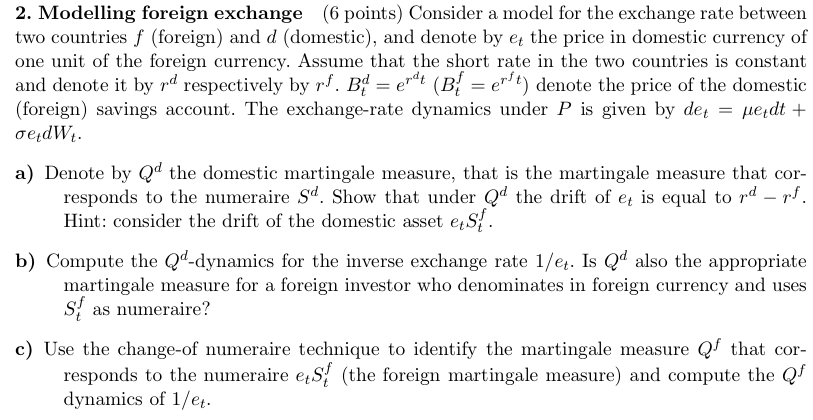 2. Modelling foreign exchange (6 points) Consider a model for the exchange rate between
two countries f (foreign) and d (domestic), and denote by e_t the price in domestic currency of
one unit of the foreign currency. Assume that the short rate in the two countries is constant
and denote it by r^d respectively by r^f. B_t^d = e^{r^d t} (B_t^f = e^{r^f t}) denote the price of the domestic
(foreign) savings account. The exchange-rate dynamics under P is given by de_t = μe_t dt +
σe_t dW_t.
a) Denote by Q^d the domestic martingale measure, that is the martingale measure that cor-
responds to the numeraire S^d. Show that under Q^d the drift of e_t is equal to r^d − r^f.
Hint: consider the drift of the domestic asset e_t S_t^f.
b) Compute the Q^d-dynamics for the inverse exchange rate 1/e_t. Is Q^d also the appropriate
martingale measure for a foreign investor who denominates in foreign currency and uses
S_t^f as numeraire?
c) Use the change-of numeraire technique to identify the martingale measure Q^f that cor-
responds to the numeraire e_t S_t^f (the foreign martingale measure) and compute the Q^f
dynamics of 1/e_t.